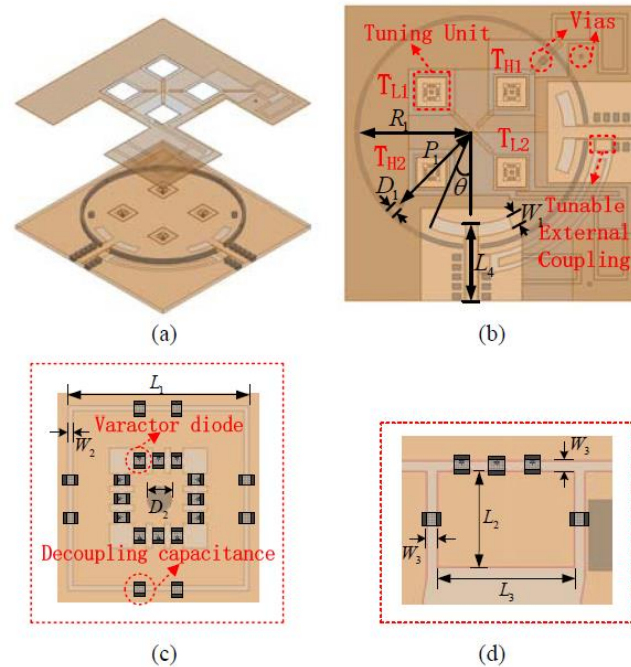 (a)
Tuning Unit
Vias
T_L1
T_H1
R_1
T_H2
P_1
T_L2
D_1
θ
W_1
L_4
Tunable
External
Coupling
(b)
L_1
Varactor diode
W_2
D_2
Decoupling capacitance
(c)
W_3
L_2
W_3
L_3
(d)